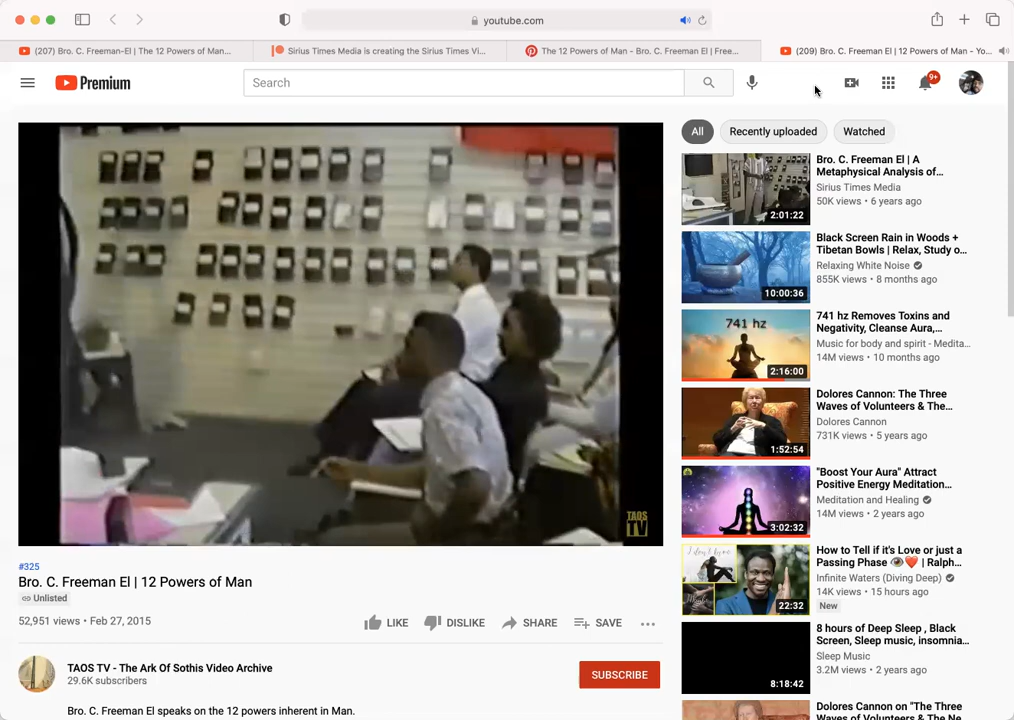 youtube.com
(207) Bro. C. Freeman-El | The 12 Powers of Man...
Sirius Times Media is creating the Sirius Times Vi...
The 12 Powers of Man - Bro. C. Freeman El | Free...
(209) Bro. C. Freeman El | 12 Powers of Man - Yo...
Premium
Search
9+
All
Recently uploaded
Watched
Bro. C. Freeman El | A
Metaphysical Analysis of...
Sirius Times Media
50K views • 6 years ago
2:01:22
Black Screen Rain in Woods +
Tibetan Bowls | Relax, Study o...
Relaxing White Noise
855K views • 8 months ago
10:00:36
741 hz
741 hz Removes Toxins and
Negativity, Cleanse Aura,...
Music for body and spirit - Medita...
14M views • 10 months ago
2:16:00
Dolores Cannon: The Three
Waves of Volunteers & The...
Dolores Cannon
731K views • 5 years ago
1:52:54
"Boost Your Aura" Attract
Positive Energy Meditation...
Meditation and Healing
14M views • 2 years ago
3:02:32
How to Tell if it's Love or just a
Passing Phase 👁️❤️ | Ralph...
Infinite Waters (Diving Deep)
14K views • 15 hours ago
New
22:32
8 hours of Deep Sleep , Black
Screen, Sleep music, insomnia...
Sleep Music
3.2M views • 2 years ago
8:18:42
Dolores Cannon on "The Three
Waves of Volunteers & The Ne...
TAOS
TV
#325
Bro. C. Freeman El | 12 Powers of Man
Unlisted
52,951 views • Feb 27, 2015
LIKE
DISLIKE
SHARE
SAVE
TAOS TV - The Ark Of Sothis Video Archive
29.6K subscribers
SUBSCRIBE
Bro. C. Freeman El speaks on the 12 powers inherent in Man.